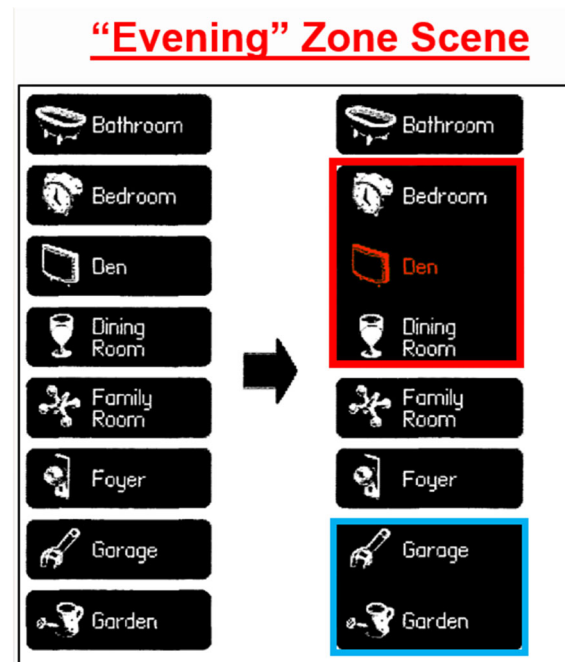 “Evening” Zone Scene
Bathroom
Bedroom
Den
Dining
Room
Family
Room
Foyer
Garage
Garden
Bathroom
Bedroom
Den
Dining
Room
Family
Room
Foyer
Garage
Garden